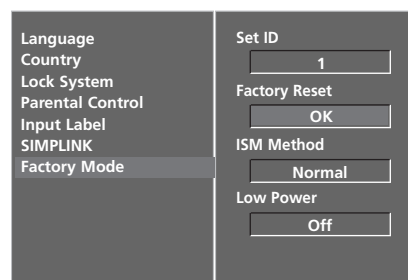 Language
Country
Lock System
Parental Control
Input Label
SIMPLINK
Factory Mode
Set ID
1
Factory Reset
OK
ISM Method
Normal
Low Power
Off